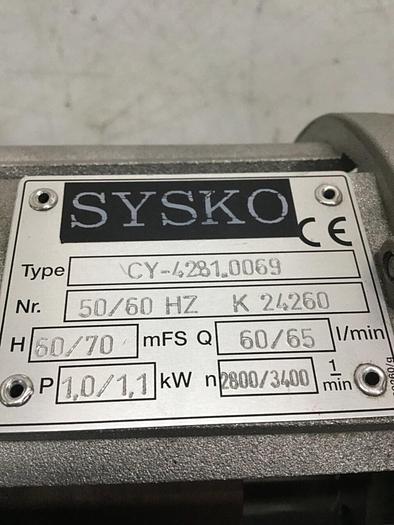 SYSKO
CE
Type CY-4281.0069
Nr. 50/60 HZ K 24260
H 60/70 mFS Q 60/65 l/min
P 1,0/1,1 kW n 2800/3400 1/min